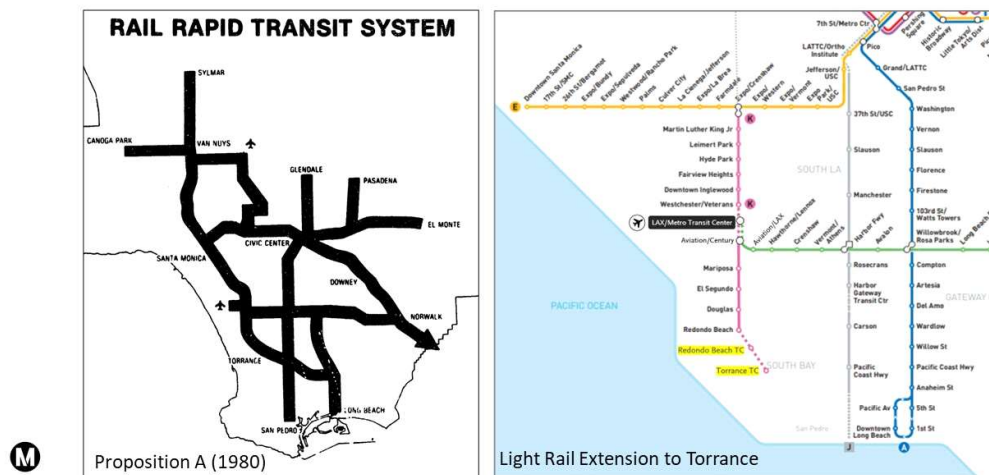 RAIL RAPID TRANSIT SYSTEM
SYLMAR
CANOGA PARK
VAN NUYS
GLENDALE
PASADENA
EL MONTE
CIVIC CENTER
SANTA MONICA
DOWNEY
NORWALK
TORRANCE
LONG BEACH
SAN PEDRO
Proposition A (1980)
M
7th St/Metro Ctr
Pershing
Square
Historic
Broadway
Little Tokyo/
Arts Dist
LATTC/Ortho
Institute
Pico
Jefferson/
USC
Grand/LATTC
San Pedro St
E
Downtown Santa Monica
17th St/SMC
26th St/Bergamot
Expo/Bundy
Expo/Sepulveda
Westwood/Rancho Park
Palms
Culver City
La Cienega/Jefferson
Expo/La Brea
Farmdale
Expo/Crenshaw
Expo/
Western
Expo/
Vermont
Expo
Park/
USC
K
Martin Luther King Jr
Leimert Park
Hyde Park
Fairview Heights
Downtown Inglewood
Westchester/Veterans
K
LAX/Metro Transit Center
Aviation/Century
Aviation/LAX
Hawthorne/Lennox
Crenshaw
Vermont/
Athens
Harbor Fwy
Avalon
Willowbrook/
Rosa Parks
Long Beach
37th St/USC
Slauson
SOUTH LA
Manchester
Washington
Vernon
Slauson
Florence
Firestone
103rd St/
Watts Towers
Mariposa
El Segundo
Douglas
Redondo Beach
Redondo Beach TC
Torrance TC
SOUTH BAY
Rosecrans
Harbor
Gateway
Transit Ctr
Carson
Pacific
Coast Hwy
San Pedro
J
Compton
Artesia
GATEWAY
Del Amo
Wardlow
Willow St
Pacific Coast Hwy
Anaheim St
Pacific Av
5th St
Downtown
Long Beach
1st St
A
PACIFIC OCEAN
Light Rail Extension to Torrance